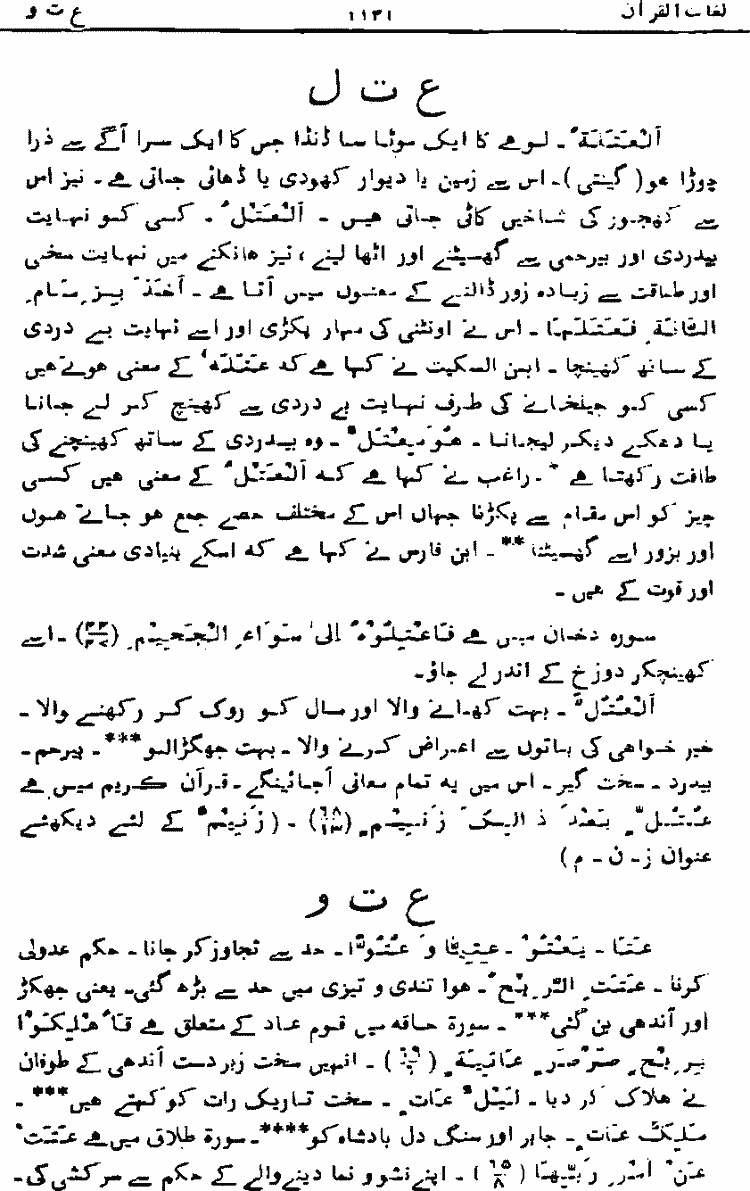 لغات القرآن ۱۱۳۱ ع ت و
ع ت ل
اَلْعَتَلَةُ ۔ لوہے کا ایک موٹا سا ڈنڈا جس کا ایک سرا آگے سے ذرا
چوڑا ہو (گینتی)۔ اس سے زمین یا دیوار کھودی یا ڈھائی جاتی ہے ۔ نیز اس
سے کھجور کی شاخیں کاٹی جاتی ہیں ۔ اَلْعَتْلُ ۔ کسی کو نہایت
بیدردی اور بیرحمی سے گھسیٹنے اور اٹھا لینے ، نیز ہانکنے میں نہایت سختی
اور طاقت سے زیادہ زور ڈالنے کے معنوں میں آتا ہے ۔ اَخَذَ بِزِمَامِ
النَّاقَةِ فَعَتَلَہَا ۔ اس نے اونٹنی کی مہار پکڑی اور اسے نہایت بے دردی
کے ساتھ کھینچا ۔ ابن السکیت نے کہا ہے کہ عَتَلَہ' کے معنی ہوتے ہیں
کسی کو جیلخانے کی طرف نہایت بے دردی سے کھینچ کر لے جانا
یا دھکے دیکر لیجانا ۔ ھُوَمِعْتَلٌ ۔ وہ بیدردی کے ساتھ کھینچنے کی
طاقت رکھتا ہے * ۔ راغب نے کہا ہے کہ اَلْعَتْلُ کے معنی ہیں کسی
چیز کو اس مقام سے پکڑنا جہاں اس کے مختلف حصے جمع ہو جاتے ہوں
اور بزور اسے گھسیٹنا ** ۔ ابن فارس نے کہا ہے کہ اسکے بنیادی معنی شدت
اور قوت کے ہیں ۔
سورہ دخان میں ہے فَاعْتِلُوْہُ اِلٰی سَوَاءِ الْجَحِیْمِ (۴۴/۴۷) ۔ اسے
کھینچکر دوزخ کے اندر لے جاؤ ۔
اَلْعُتُلُّ ۔ بہت کھانے والا اور مال کو روک کر رکھنے والا ۔
خیر خواہی کی باتوں سے اعراض کرنے والا ۔ بہت جھگڑالو *** ۔ بیرحم ۔
بیدرد ۔ سخت گیر ۔ اس میں یہ تمام معانی آجائینگے ۔ قرآن کریم میں ہے
عُتُلٍّ بَعْدَ ذٰلِکَ زَنِیْمٍ (۶۸/۱۳) ۔ (زَنِیْمٌ کے لئے دیکھئے
عنوان ز ۔ ن ۔ م)
ع ت و
عَتَا ۔ یَعْتُوْ ۔ عِتِیًّا وَ عُتُوًّا ۔ حد سے تجاوز کر جانا ۔ حکم عدولی
کرنا ۔ عَتَتِ الرِّیْحُ ۔ ہوا تندی و تیزی میں حد سے بڑھ گئی ۔ یعنی جھکڑ
اور آندھی بن گئی *** ۔ سورۃ حاقہ میں قوم عاد کے متعلق ہے فَاُھْلِکُوْا
بِرِیْحٍ صَرْصَرٍ عَاتِیَةٍ (۶۹/۶) ۔ انہیں سخت زبردست آندھی کے طوفان
نے ہلاک کر دیا ۔ لَیْلٌ عَاتٍ ۔ سخت تاریک رات کو کہتے ہیں *** ۔
مَلِکٌ عَاتٍ ۔ جابر اور سنگ دل بادشاہ کو **** ۔ سورۃ طلاق میں ہے عَتَتْ
عَنْ اَمْرِ رَبِّہَا (۶۵/۸) ۔ اپنے نشو و نما دینے والے کے حکم سے سرکشی کی ۔